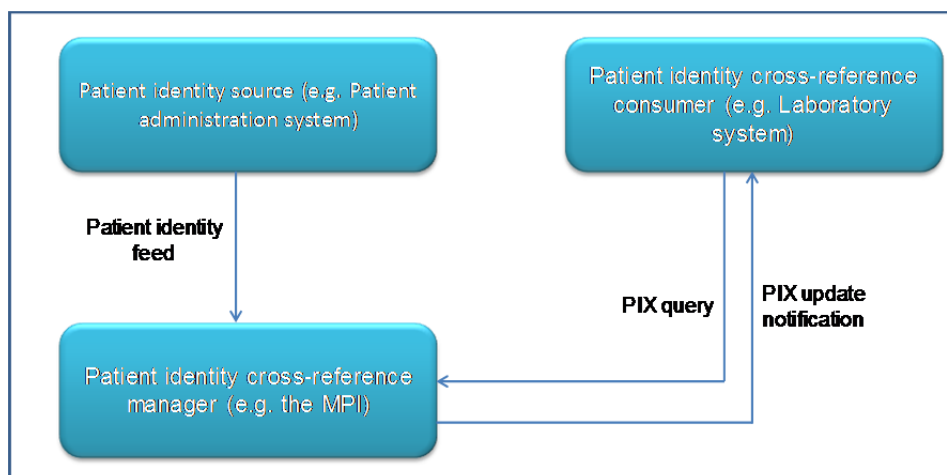 Patient identity source (e.g. Patient
administration system)
Patient identity cross-reference
consumer (e.g. Laboratory
system)
Patient identity
feed
PIX query
PIX update
notification
Patient identity cross-reference
manager (e.g. the MPI)